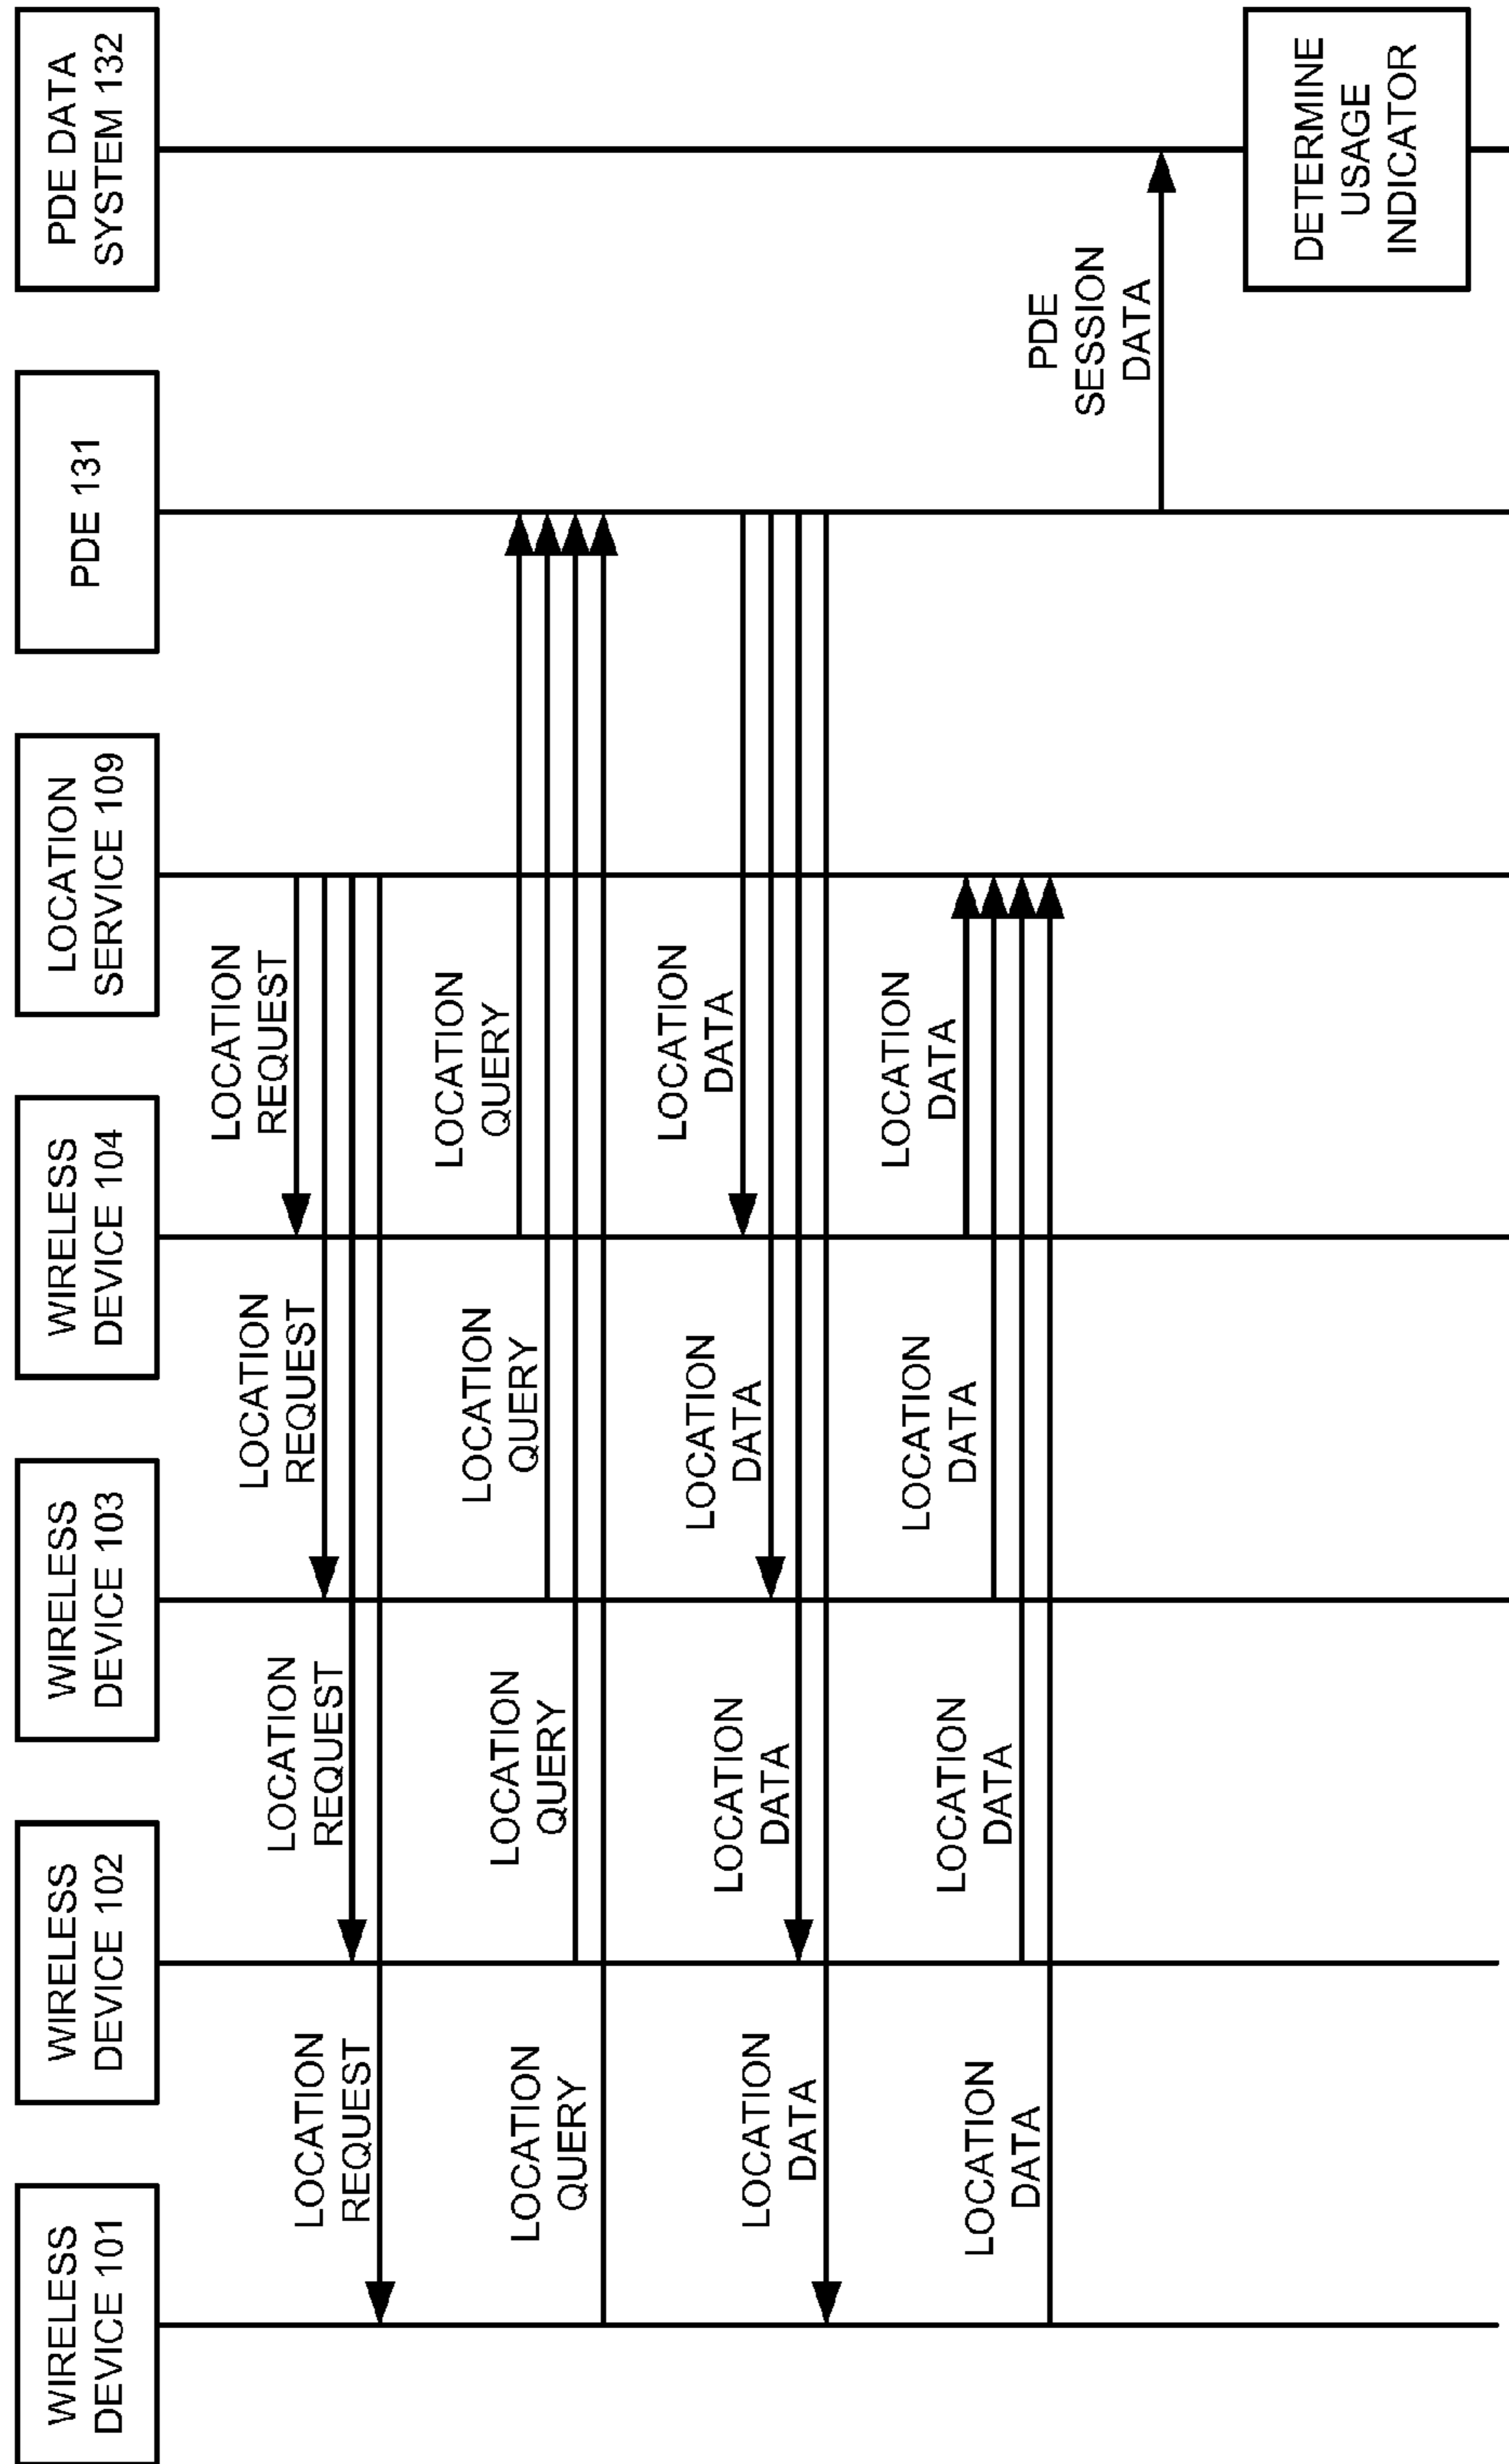 WIRELESS
DEVICE 101
WIRELESS
DEVICE 102
WIRELESS
DEVICE 103
WIRELESS
DEVICE 104
LOCATION
SERVICE 109
PDE 131
PDE DATA
SYSTEM 132
LOCATION
REQUEST
LOCATION
REQUEST
LOCATION
REQUEST
LOCATION
REQUEST
LOCATION
QUERY
LOCATION
QUERY
LOCATION
QUERY
LOCATION
QUERY
LOCATION
DATA
LOCATION
DATA
LOCATION
DATA
LOCATION
DATA
LOCATION
DATA
LOCATION
DATA
LOCATION
DATA
LOCATION
DATA
PDE
SESSION
DATA
DETERMINE
USAGE
INDICATOR